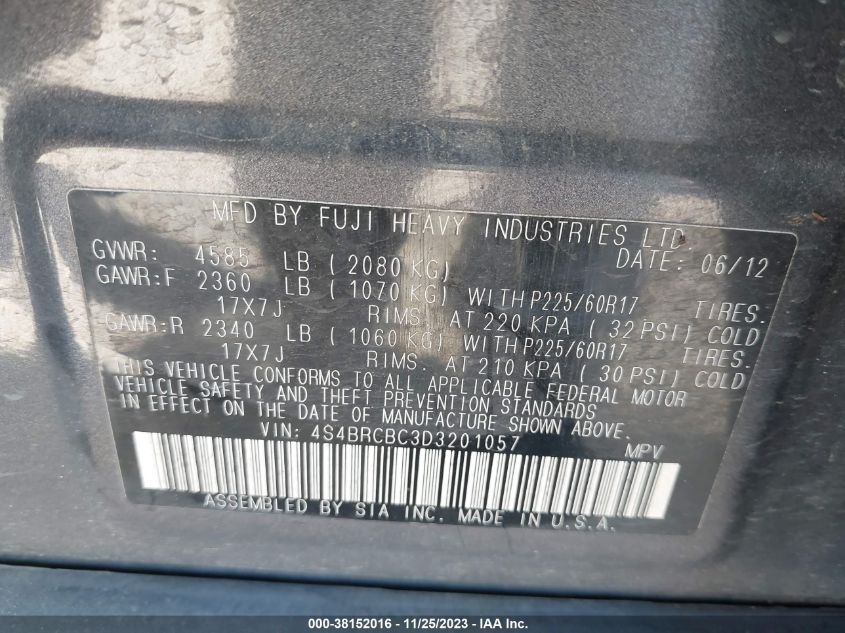 MFD BY FUJI HEAVY INDUSTRIES LTD.
DATE: 06/12
GVWR: 4585 LB ( 2080 KG)
GAWR:F 2360 LB ( 1070 KG) WITH P225/60R17 TIRES.
17X7J RIMS. AT 220 KPA ( 32 PSI) COLD
GAWR:R 2340 LB ( 1060 KG) WITH P225/60R17 TIRES.
17X7J RIMS. AT 210 KPA ( 30 PSI) COLD
THIS VEHICLE CONFORMS TO ALL APPLICABLE FEDERAL MOTOR
VEHICLE SAFETY AND THEFT PREVENTION STANDARDS
IN EFFECT ON THE DATE OF MANUFACTURE SHOWN ABOVE.
VIN: 4S4BRCBC3D3201057 MPV
ASSEMBLED BY SIA INC. MADE IN U.S.A.
000-38152016 - 11/25/2023 - IAA Inc.